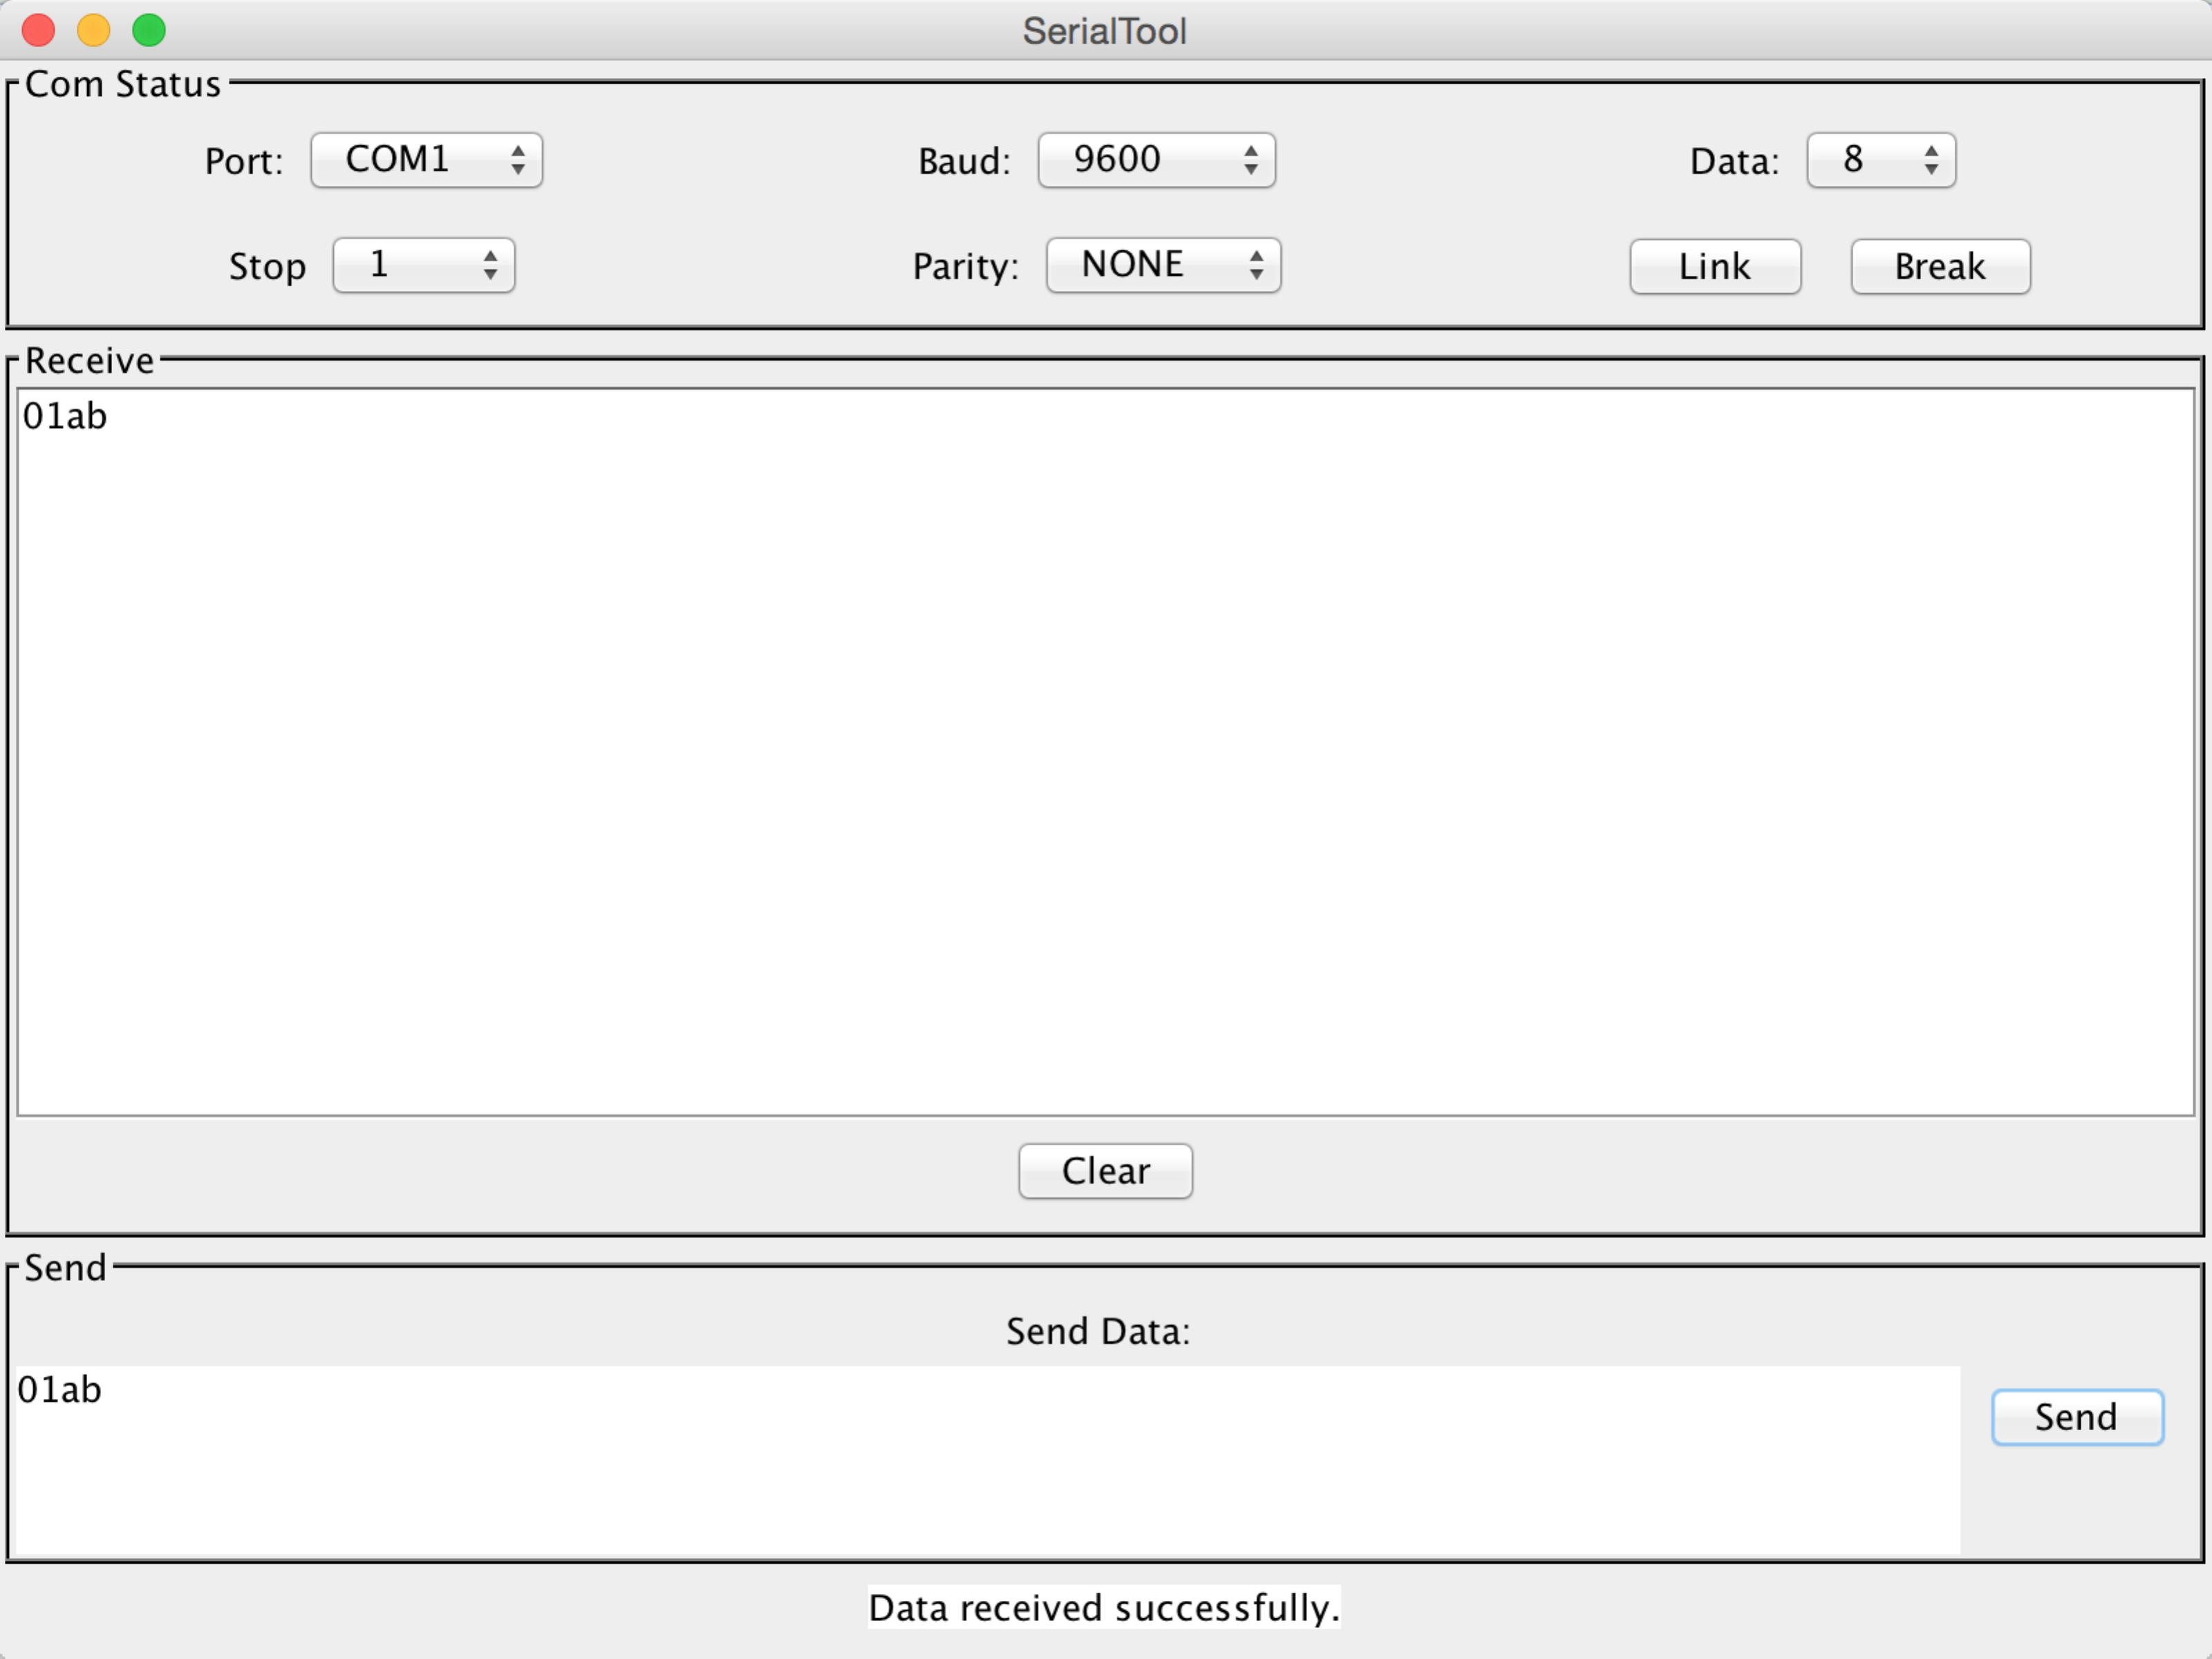 SerialTool
Com Status
Port: COM1 Baud: 9600 Data: 8
Stop 1 Parity: NONE Link Break
Receive
01ab
Clear
Send
Send Data:
01ab
Send
Data received successfully.